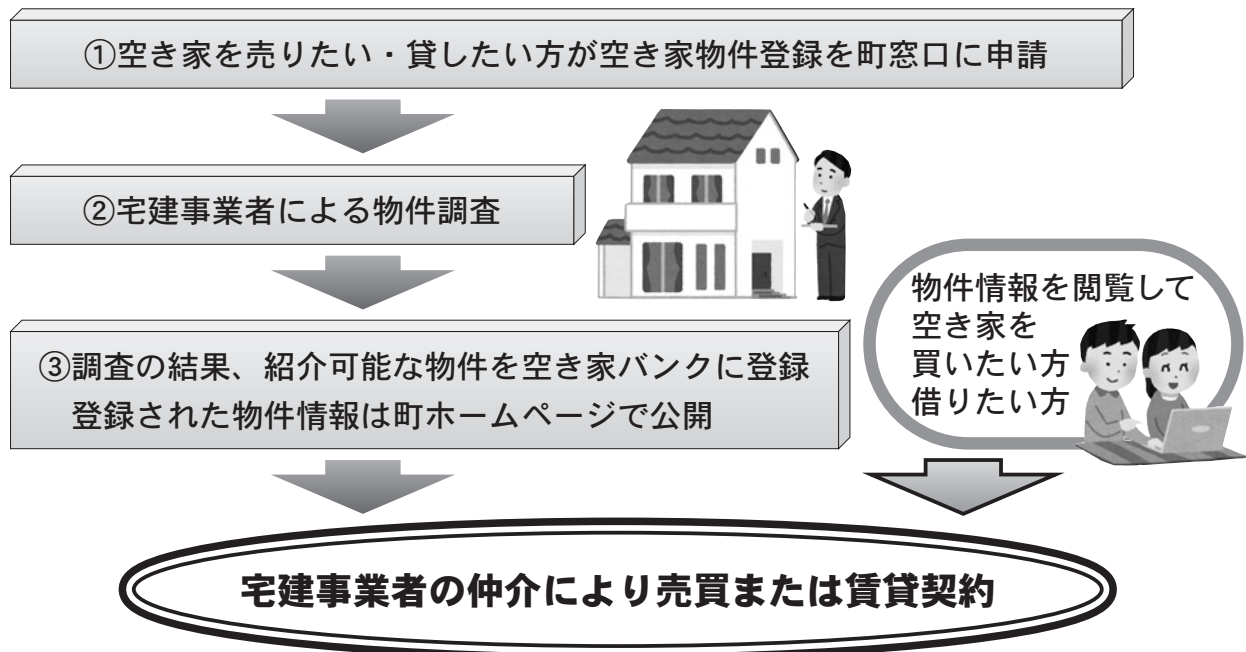 ①空き家を売りたい・貸したい方が空き家物件登録を町窓口に申請
②宅建事業者による物件調査
③調査の結果、紹介可能な物件を空き家バンクに登録
登録された物件情報は町ホームページで公開
物件情報を閲覧して
空き家を
買いたい方
借りたい方
宅建事業者の仲介により売買または賃貸契約